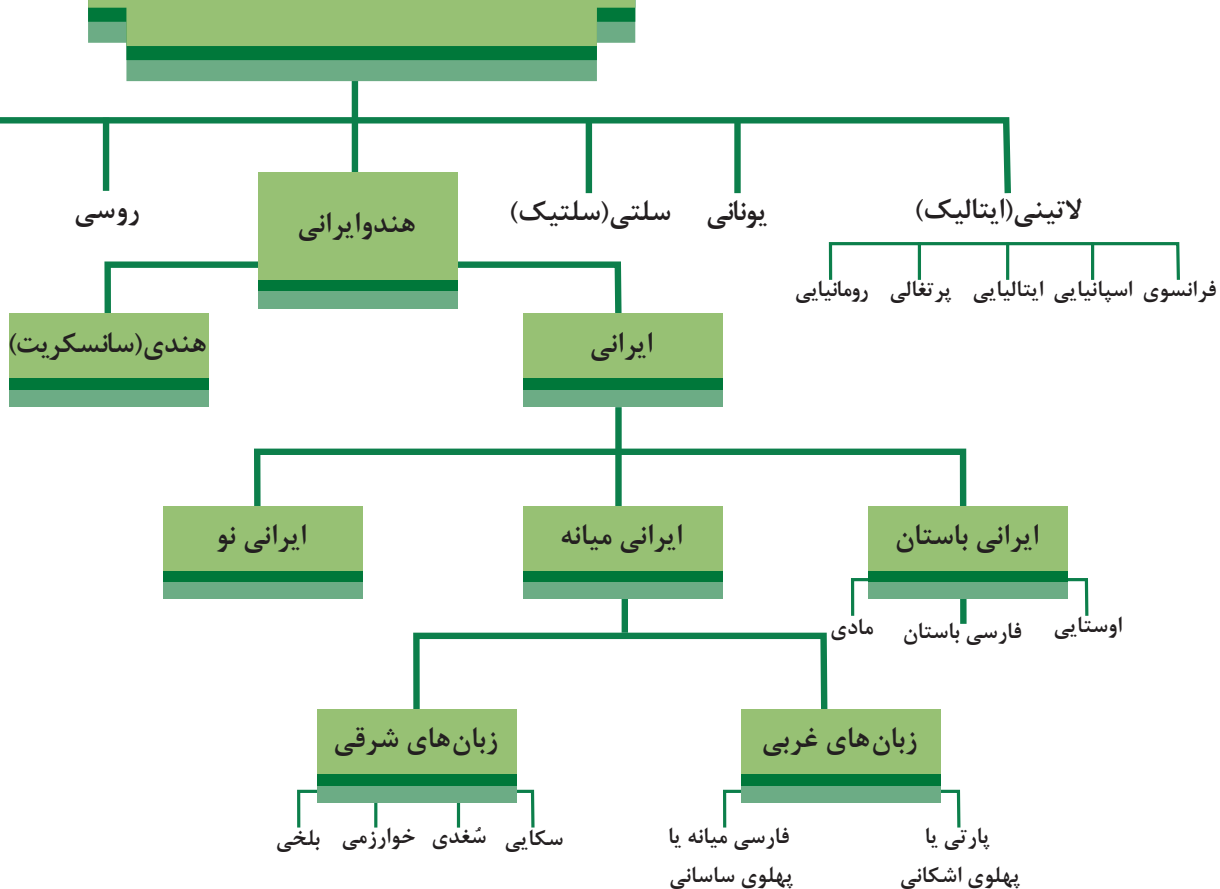 لاتینی(ایتالیک)
یونانی
سلتی(سلتیک)
هندوایرانی
روسی
فرانسوی
اسپانیایی
ایتالیایی
پرتغالی
رومانیایی
ایرانی
هندی(سانسکریت)
ایرانی باستان
ایرانی میانه
ایرانی نو
اوستایی
فارسی باستان
مادی
زبان‌های غربی
زبان‌های شرقی
پارتی یا
پهلوی اشکانی
فارسی میانه یا
پهلوی ساسانی
سکایی
سُغدی
خوارزمی
بلخی